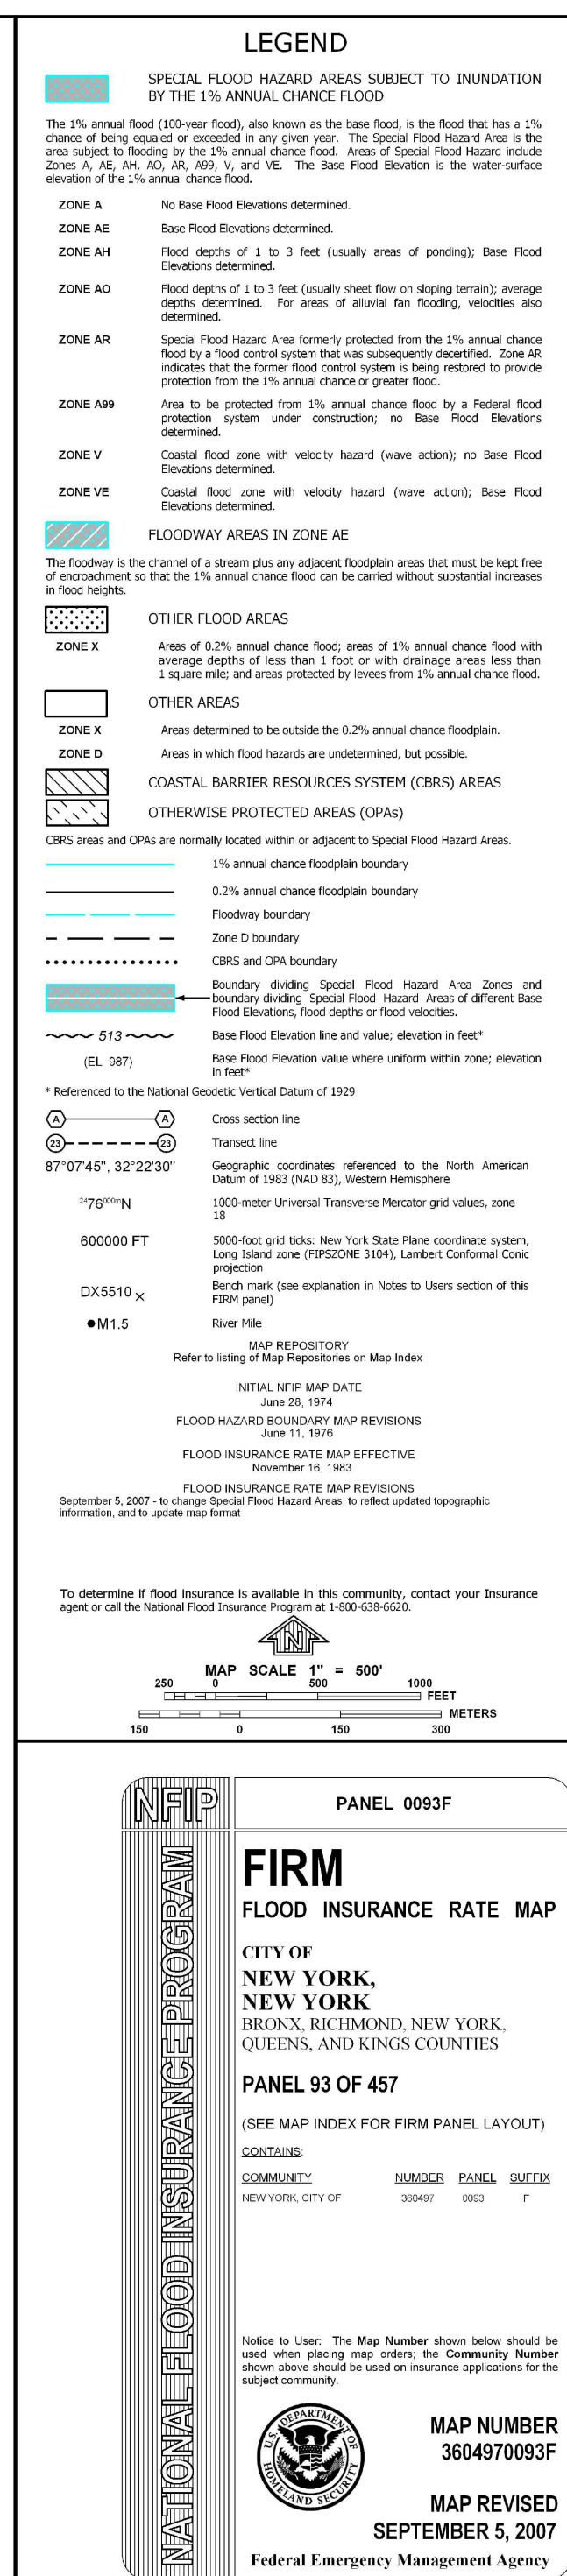 LEGEND
SPECIAL FLOOD HAZARD AREAS SUBJECT TO INUNDATION
BY THE 1% ANNUAL CHANCE FLOOD
The 1% annual flood (100-year flood), also known as the base flood, is the flood that has a 1%
chance of being equaled or exceeded in any given year. The Special Flood Hazard Area is the
area subject to flooding by the 1% annual chance flood. Areas of Special Flood Hazard include
Zones A, AE, AH, AO, AR, A99, V, and VE. The Base Flood Elevation is the water-surface
elevation of the 1% annual chance flood.
ZONE A No Base Flood Elevations determined.
ZONE AE Base Flood Elevations determined.
ZONE AH Flood depths of 1 to 3 feet (usually areas of ponding); Base Flood
Elevations determined.
ZONE AO Flood depths of 1 to 3 feet (usually sheet flow on sloping terrain); average
depths determined. For areas of alluvial fan flooding, velocities also
determined.
ZONE AR Special Flood Hazard Area formerly protected from the 1% annual chance
flood by a flood control system that was subsequently decertified. Zone AR
indicates that the former flood control system is being restored to provide
protection from the 1% annual chance or greater flood.
ZONE A99 Area to be protected from 1% annual chance flood by a Federal flood
protection system under construction; no Base Flood Elevations
determined.
ZONE V Coastal flood zone with velocity hazard (wave action); no Base Flood
Elevations determined.
ZONE VE Coastal flood zone with velocity hazard (wave action); Base Flood
Elevations determined.
FLOODWAY AREAS IN ZONE AE
The floodway is the channel of a stream plus any adjacent floodplain areas that must be kept free
of encroachment so that the 1% annual chance flood can be carried without substantial increases
in flood heights.
OTHER FLOOD AREAS
ZONE X Areas of 0.2% annual chance flood; areas of 1% annual chance flood with
average depths of less than 1 foot or with drainage areas less than
1 square mile; and areas protected by levees from 1% annual chance flood.
OTHER AREAS
ZONE X Areas determined to be outside the 0.2% annual chance floodplain.
ZONE D Areas in which flood hazards are undetermined, but possible.
COASTAL BARRIER RESOURCES SYSTEM (CBRS) AREAS
OTHERWISE PROTECTED AREAS (OPAs)
CBRS areas and OPAs are normally located within or adjacent to Special Flood Hazard Areas.
1% annual chance floodplain boundary
0.2% annual chance floodplain boundary
Floodway boundary
Zone D boundary
CBRS and OPA boundary
Boundary dividing Special Flood Hazard Area Zones and
boundary dividing Special Flood Hazard Areas of different Base
Flood Elevations, flood depths or flood velocities.
513 Base Flood Elevation line and value; elevation in feet*
(EL 987) Base Flood Elevation value where uniform within zone; elevation
in feet*
* Referenced to the National Geodetic Vertical Datum of 1929
A A Cross section line
23 23 Transect line
87°07'45", 32°22'30" Geographic coordinates referenced to the North American
Datum of 1983 (NAD 83), Western Hemisphere
2476000mN 1000-meter Universal Transverse Mercator grid values, zone
18
600000 FT 5000-foot grid ticks: New York State Plane coordinate system,
Long Island zone (FIPSZONE 3104), Lambert Conformal Conic
projection
DX5510 x Bench mark (see explanation in Notes to Users section of this
FIRM panel)
●M1.5 River Mile
MAP REPOSITORY
Refer to listing of Map Repositories on Map Index
INITIAL NFIP MAP DATE
June 28, 1974
FLOOD HAZARD BOUNDARY MAP REVISIONS
June 11, 1976
FLOOD INSURANCE RATE MAP EFFECTIVE
November 16, 1983
FLOOD INSURANCE RATE MAP REVISIONS
September 5, 2007 - to change Special Flood Hazard Areas, to reflect updated topographic
information, and to update map format
To determine if flood insurance is available in this community, contact your Insurance
agent or call the National Flood Insurance Program at 1-800-638-6620.
N
MAP SCALE 1" = 500'
250 0 500 1000
FEET
METERS
150 0 150 300
NFIP
NATIONAL FLOOD INSURANCE PROGRAM
PANEL 0093F
FIRM
FLOOD INSURANCE RATE MAP
CITY OF
NEW YORK,
NEW YORK
BRONX, RICHMOND, NEW YORK,
QUEENS, AND KINGS COUNTIES
PANEL 93 OF 457
(SEE MAP INDEX FOR FIRM PANEL LAYOUT)
CONTAINS:
COMMUNITY NUMBER PANEL SUFFIX
NEW YORK, CITY OF 360497 0093 F
Notice to User: The Map Number shown below should be
used when placing map orders; the Community Number
shown above should be used on insurance applications for the
subject community.
U.S. DEPARTMENT OF HOMELAND SECURITY
MAP NUMBER
3604970093F
MAP REVISED
SEPTEMBER 5, 2007
Federal Emergency Management Agency